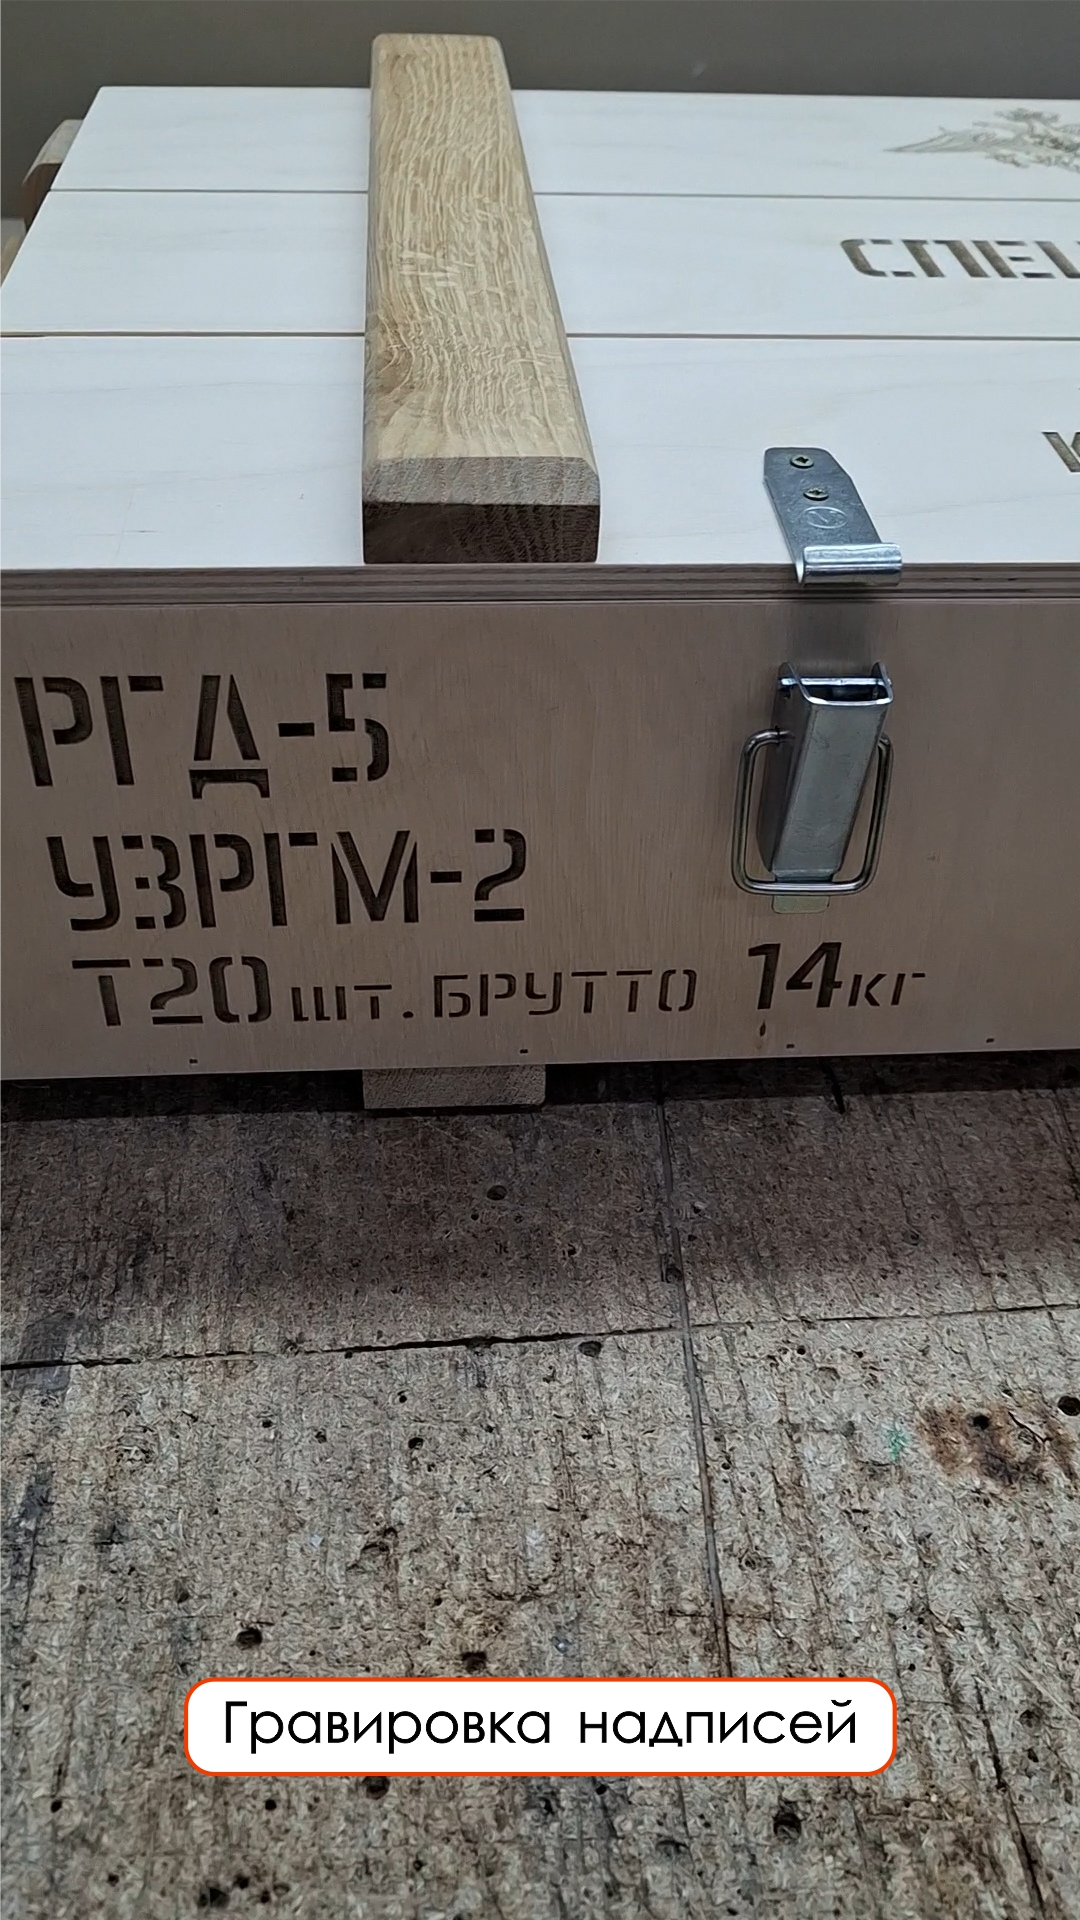 РГД-5
УЗРГМ-2
Т20 шт. БРУТТО 14кг
Гравировка надписей